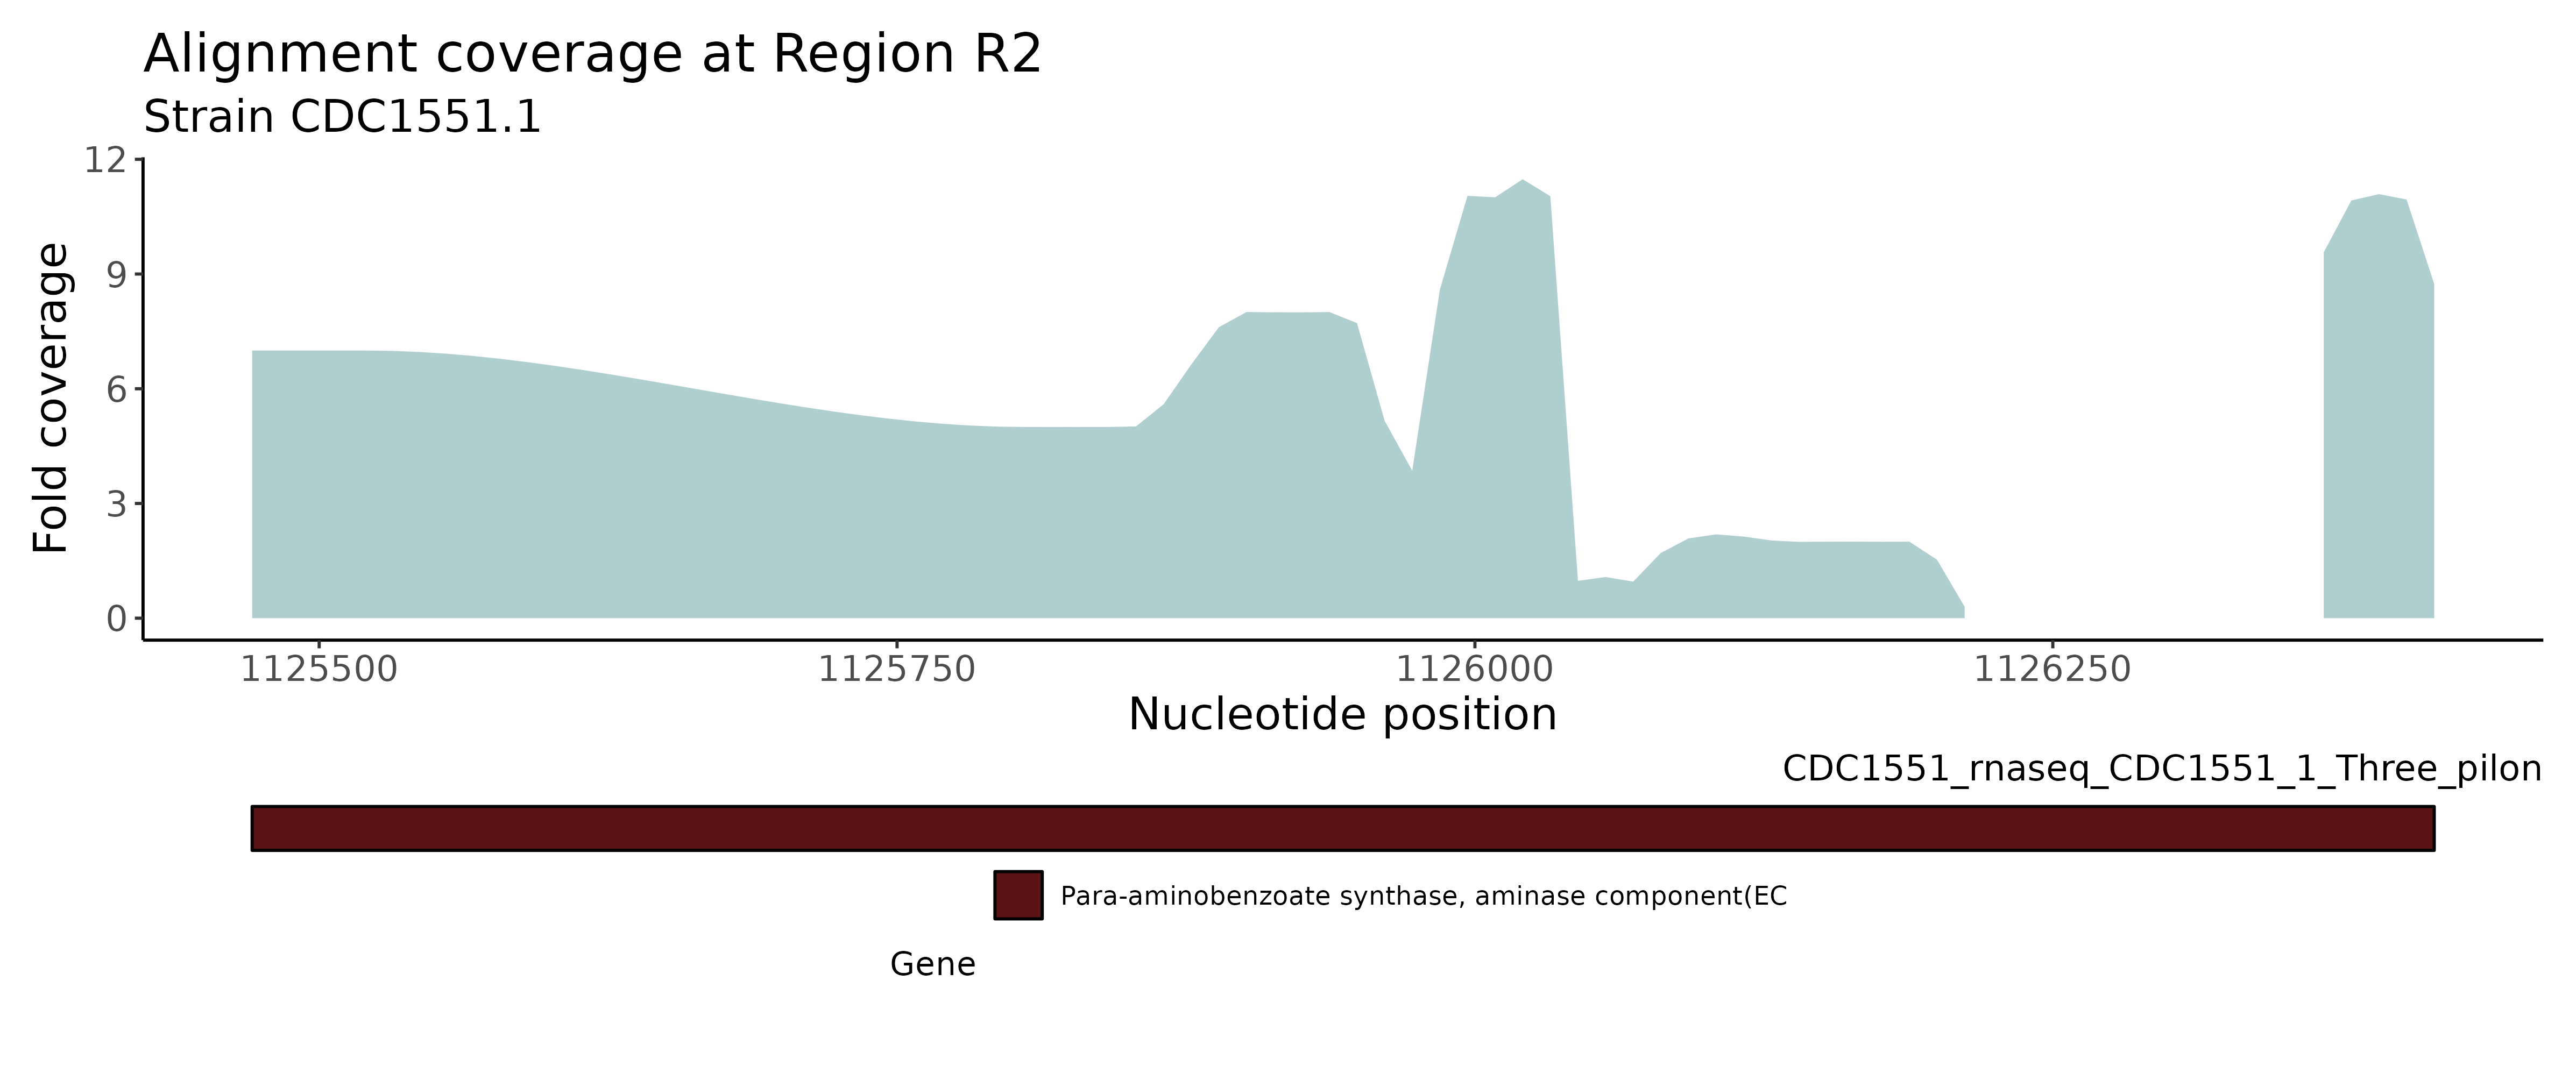 Alignment coverage at Region R2
Strain CDC1551.1
12
9
6
3
0
Fold coverage
1125500 1125750 1126000 1126250
Nucleotide position
CDC1551_rnaseq_CDC1551_1_Three_pilon
Para-aminobenzoate synthase, aminase component(EC
Gene